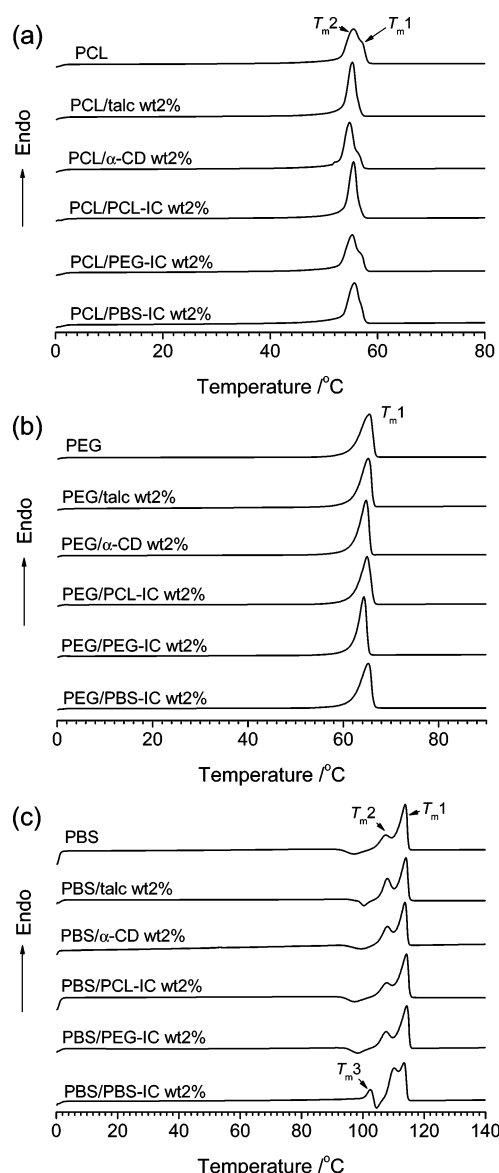 (a)
Tm2
Tm1
PCL
PCL/talc wt2%
PCL/α-CD wt2%
PCL/PCL-IC wt2%
PCL/PEG-IC wt2%
PCL/PBS-IC wt2%
Endo
0 20 40 60 80
Temperature /°C
(b)
Tm1
PEG
PEG/talc wt2%
PEG/α-CD wt2%
PEG/PCL-IC wt2%
PEG/PEG-IC wt2%
PEG/PBS-IC wt2%
Endo
0 20 40 60 80
Temperature /°C
(c)
Tm2
Tm1
PBS
PBS/talc wt2%
PBS/α-CD wt2%
PBS/PCL-IC wt2%
PBS/PEG-IC wt2%
Tm3
PBS/PBS-IC wt2%
Endo
0 20 40 60 80 100 120 140
Temperature /°C